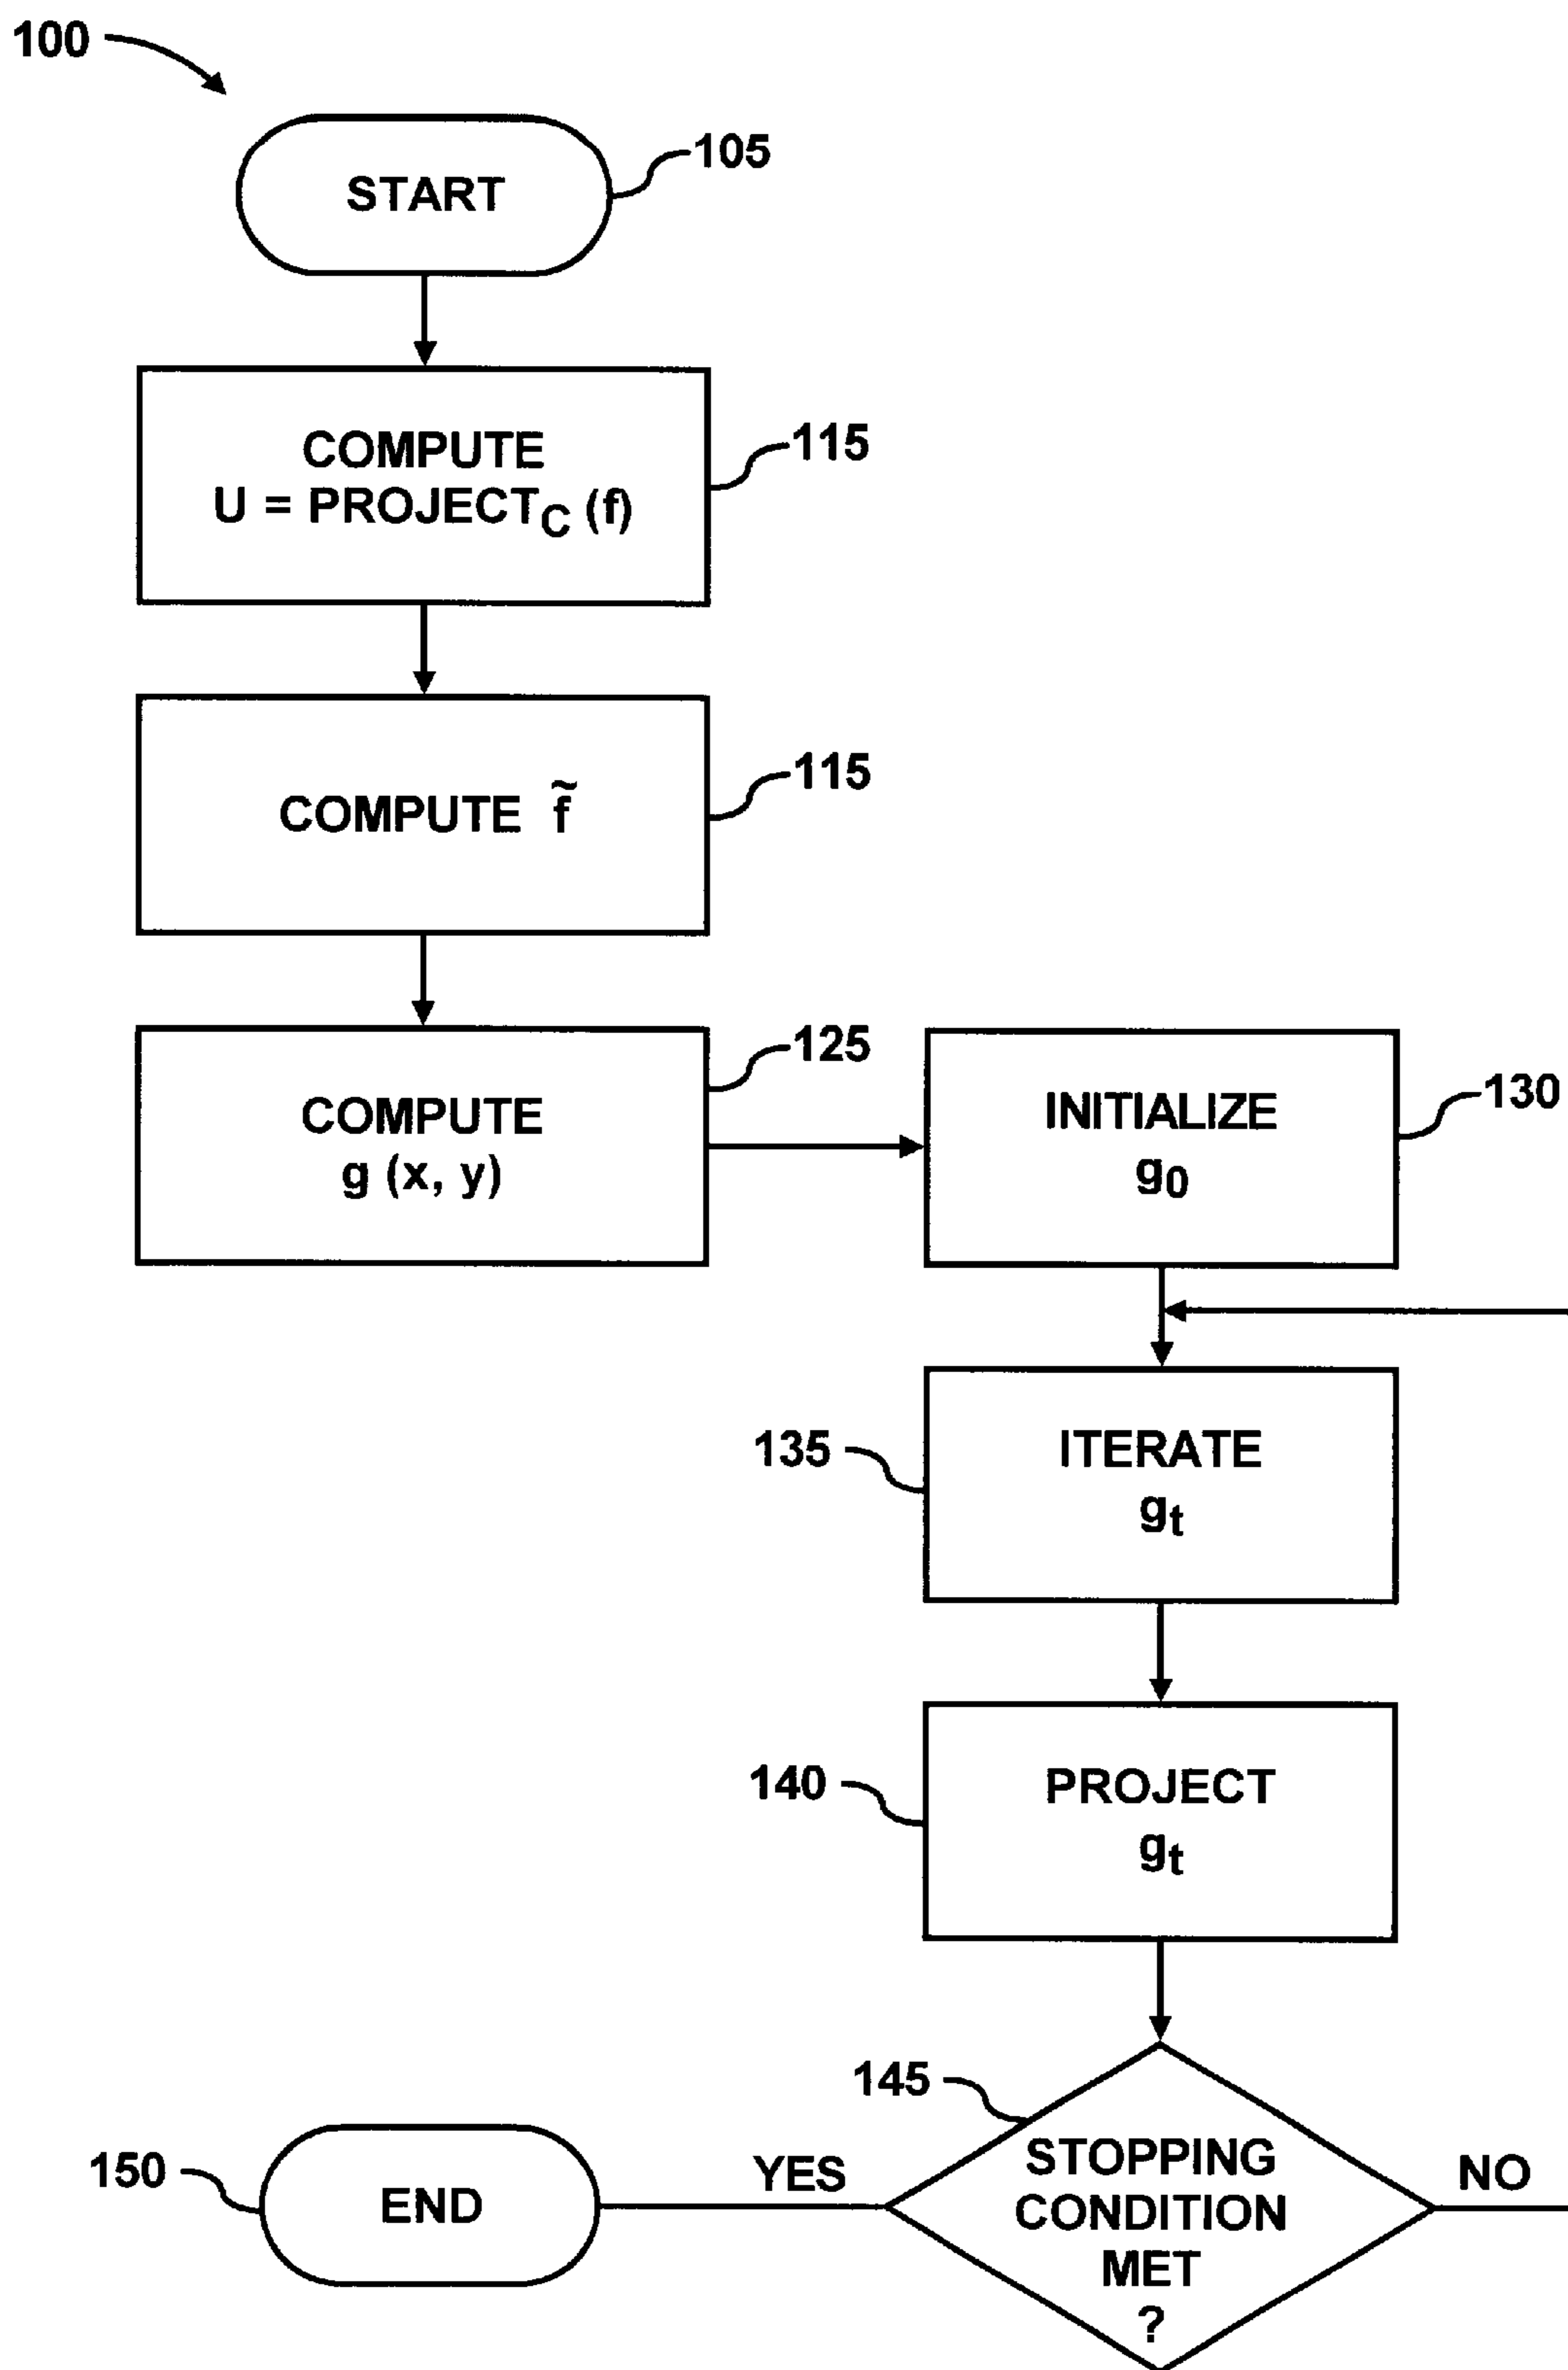 100
START
105
COMPUTE
U = PROJECT_C (f)
115
COMPUTE f̃
115
COMPUTE
g (x, y)
125
INITIALIZE
g₀
130
ITERATE
gₜ
135
PROJECT
gₜ
140
STOPPING
CONDITION
MET
?
145
YES
NO
END
150